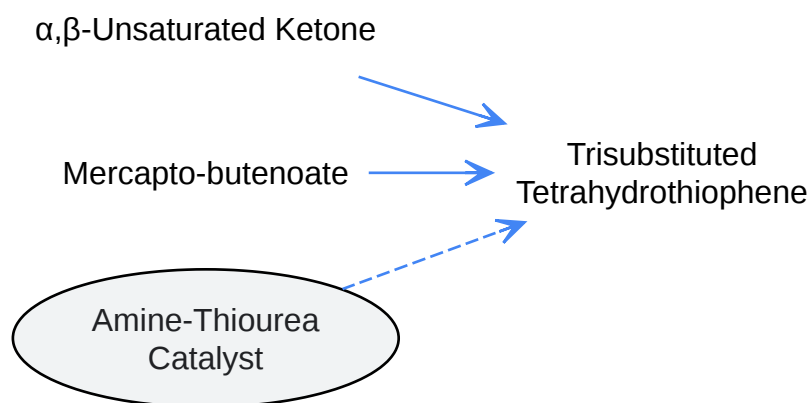 α,β-Unsaturated Ketone
Mercapto-butenoate
Trisubstituted
Tetrahydrothiophene
Amine-Thiourea
Catalyst